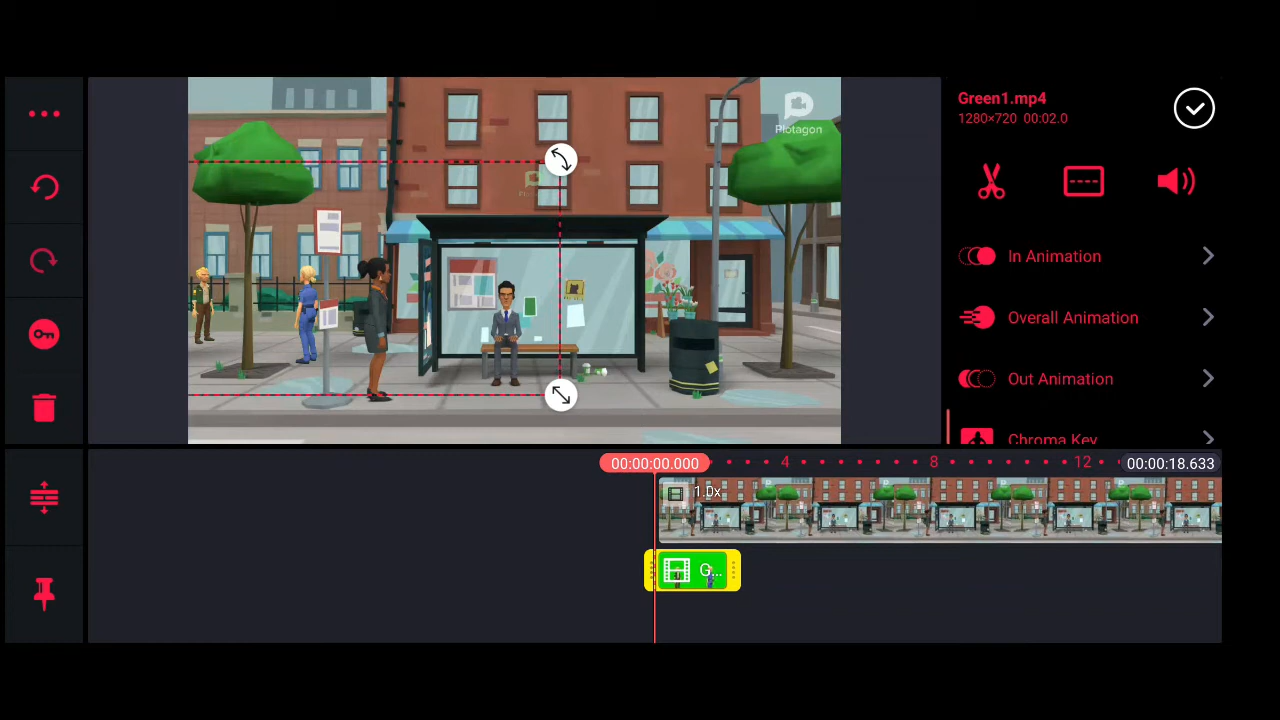 Green1.mp4
1280×720 00:02.0
Plotagon
In Animation
Overall Animation
Out Animation
Chroma Key
00:00:00.000
4
8
12
00:00:18.633
1.0x
G...